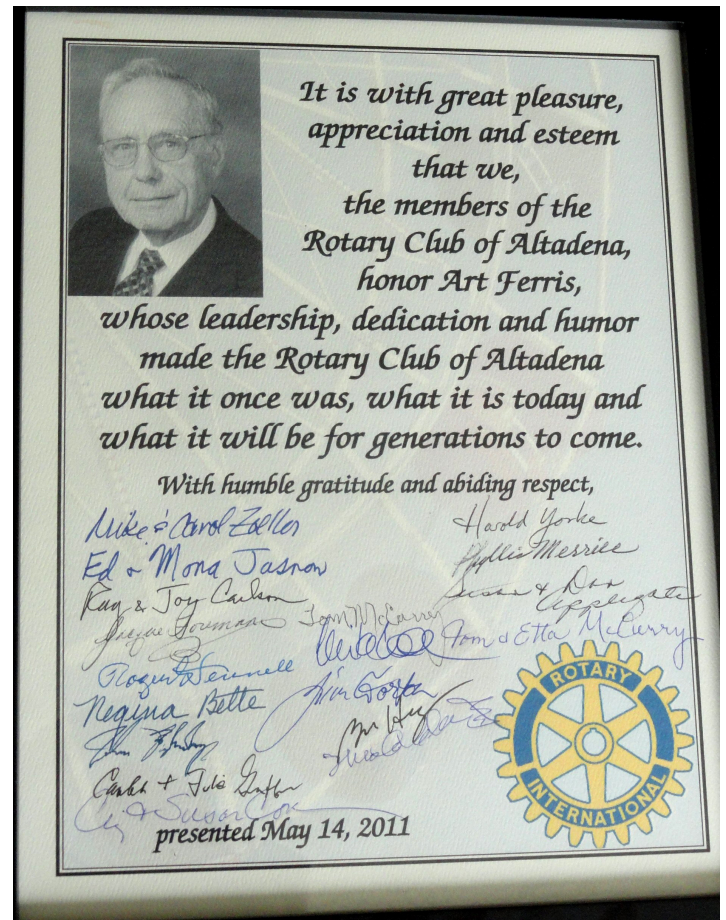 It is with great pleasure,
appreciation and esteem
that we,
the members of the
Rotary Club of Altadena,
honor Art Ferris,
whose leadership, dedication and humor
made the Rotary Club of Altadena
what it once was, what it is today and
what it will be for generations to come.
With humble gratitude and abiding respect,
Mike & Carol Zoeller
Ed & Mona Jasnow
Ray & Joy Carlson
Regina Bette
& Susan
Harold Yorke
Phyllis Merrill
Susan & Don Applegate
Tom McCurry
Tom & Etta McCurry
Jim Gorton
ROTARY
INTERNATIONAL
presented May 14, 2011